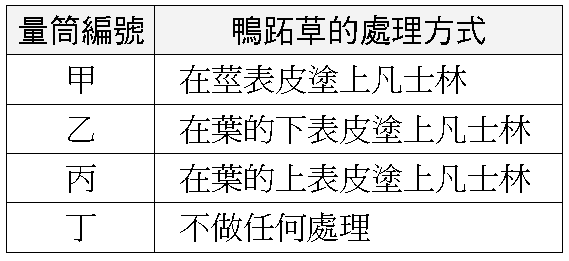 量筒編號 鴨跖草的處理方式
甲 在莖表皮塗上凡士林
乙 在葉的下表皮塗上凡士林
丙 在葉的上表皮塗上凡士林
丁 不做任何處理